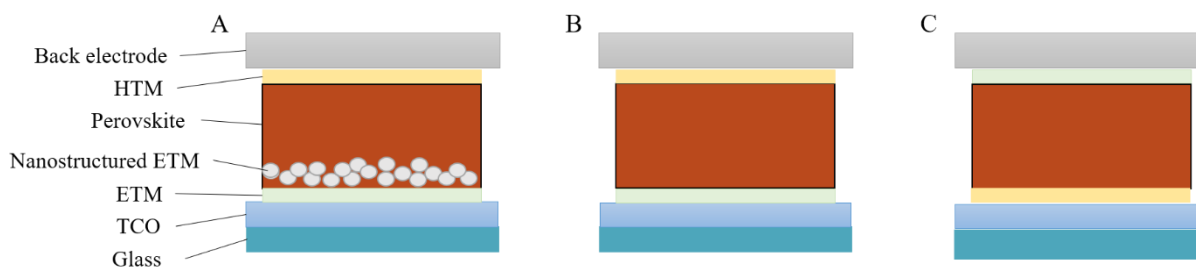 A
B
C
Back electrode
HTM
Perovskite
Nanostructured ETM
ETM
TCO
Glass